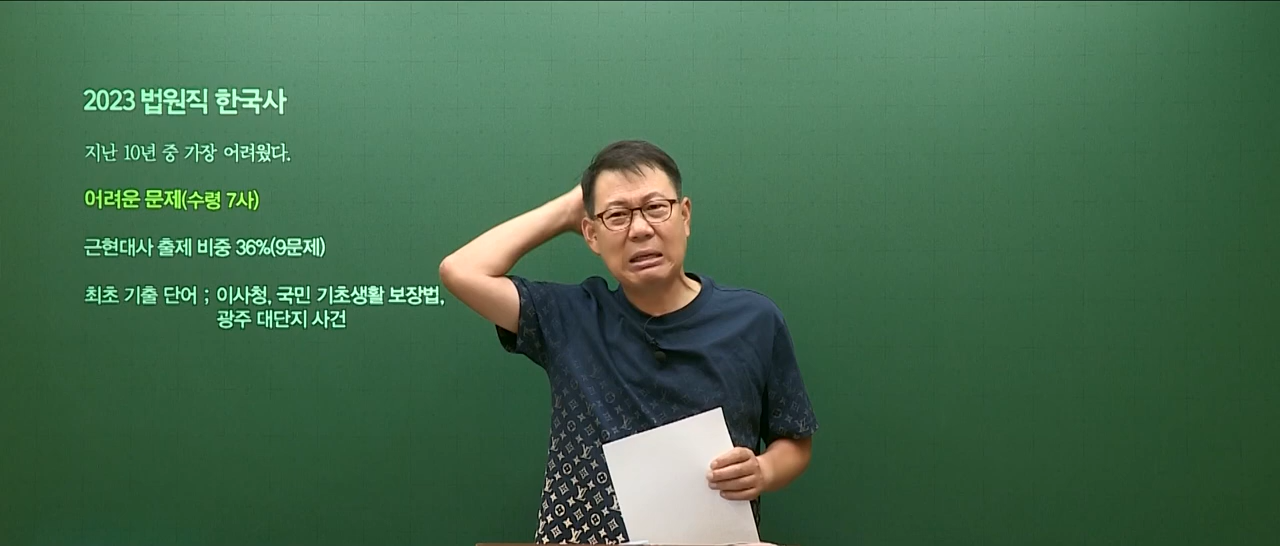 2023 법원직 한국사
지난 10년 중 가장 어려웠다.
어려운 문제(수령 7사)
근현대사 출제 비중 36%(9문제)
최초 기출 단어 ; 이사청, 국민 기초생활 보장법,
광주 대단지 사건